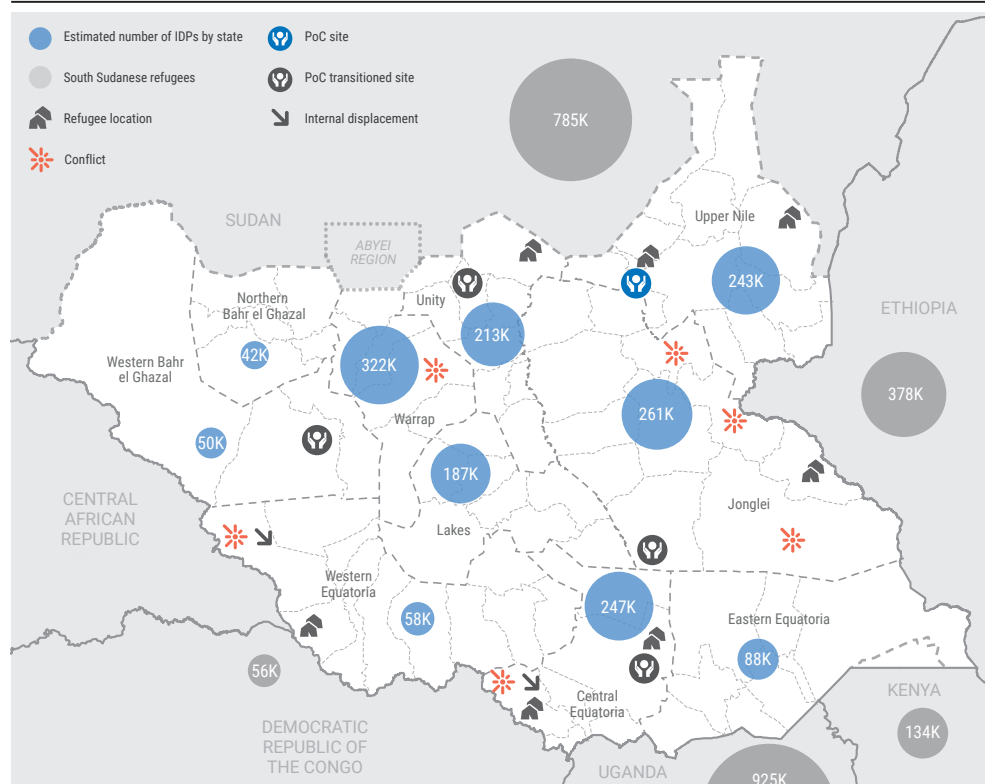 Estimated number of IDPs by state
PoC site
South Sudanese refugees
PoC transitioned site
Refugee location
Internal displacement
Conflict
785K
SUDAN
ABYEI
REGION
Upper Nile
243K
Unity
Northern
Bahr el Ghazal
213K
ETHIOPIA
42K
Western Bahr
el Ghazal
322K
378K
261K
Warrap
50K
187K
CENTRAL
AFRICAN
REPUBLIC
Jonglei
Lakes
Western
Equatoria
247K
58K
Eastern Equatoria
88K
56K
Central
Equatoria
KENYA
134K
DEMOCRATIC
REPUBLIC OF
THE CONGO
UGANDA
925K